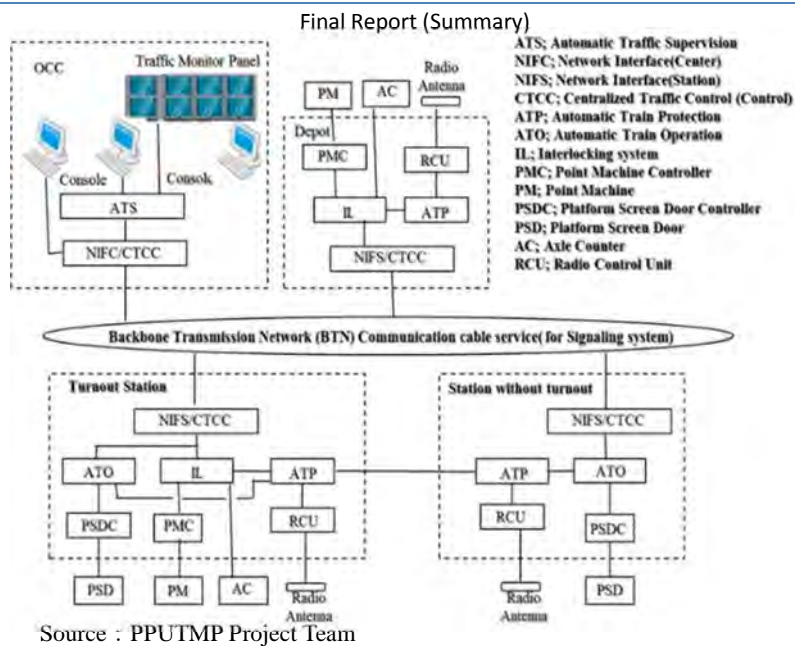 Final Report (Summary)
OCC
Traffic Monitor Panel
Console
Consolt
ATS
NIFC/CTCC
PM
AC
Radio
Antenna
Depot
PMC
RCU
IL
ATP
NIFS/CTCC
ATS; Automatic Traffic Supervision
NIFC; Network Interface(Center)
NIFS; Network Interface(Station)
CTCC; Centralized Traffic Control (Control)
ATP; Automatic Train Protection
ATO; Automatic Train Operation
IL; Interlocking system
PMC; Point Machine Controller
PM; Point Machine
PSDC; Platform Screen Door Controller
PSD; Platform Screen Door
AC; Axle Counter
RCU; Radio Control Unit
Backbone Transmission Network (BTN) Communication cable service( for Signaling system)
Turnout Station
NIFS/CTCC
ATO
IL
ATP
PSDC
PMC
RCU
PSD
PM
AC
Radio
Antenna
Station without turnout
NIFS/CTCC
ATP
ATO
RCU
PSDC
Radio
Antenna
PSD
Source : PPUTMP Project Team